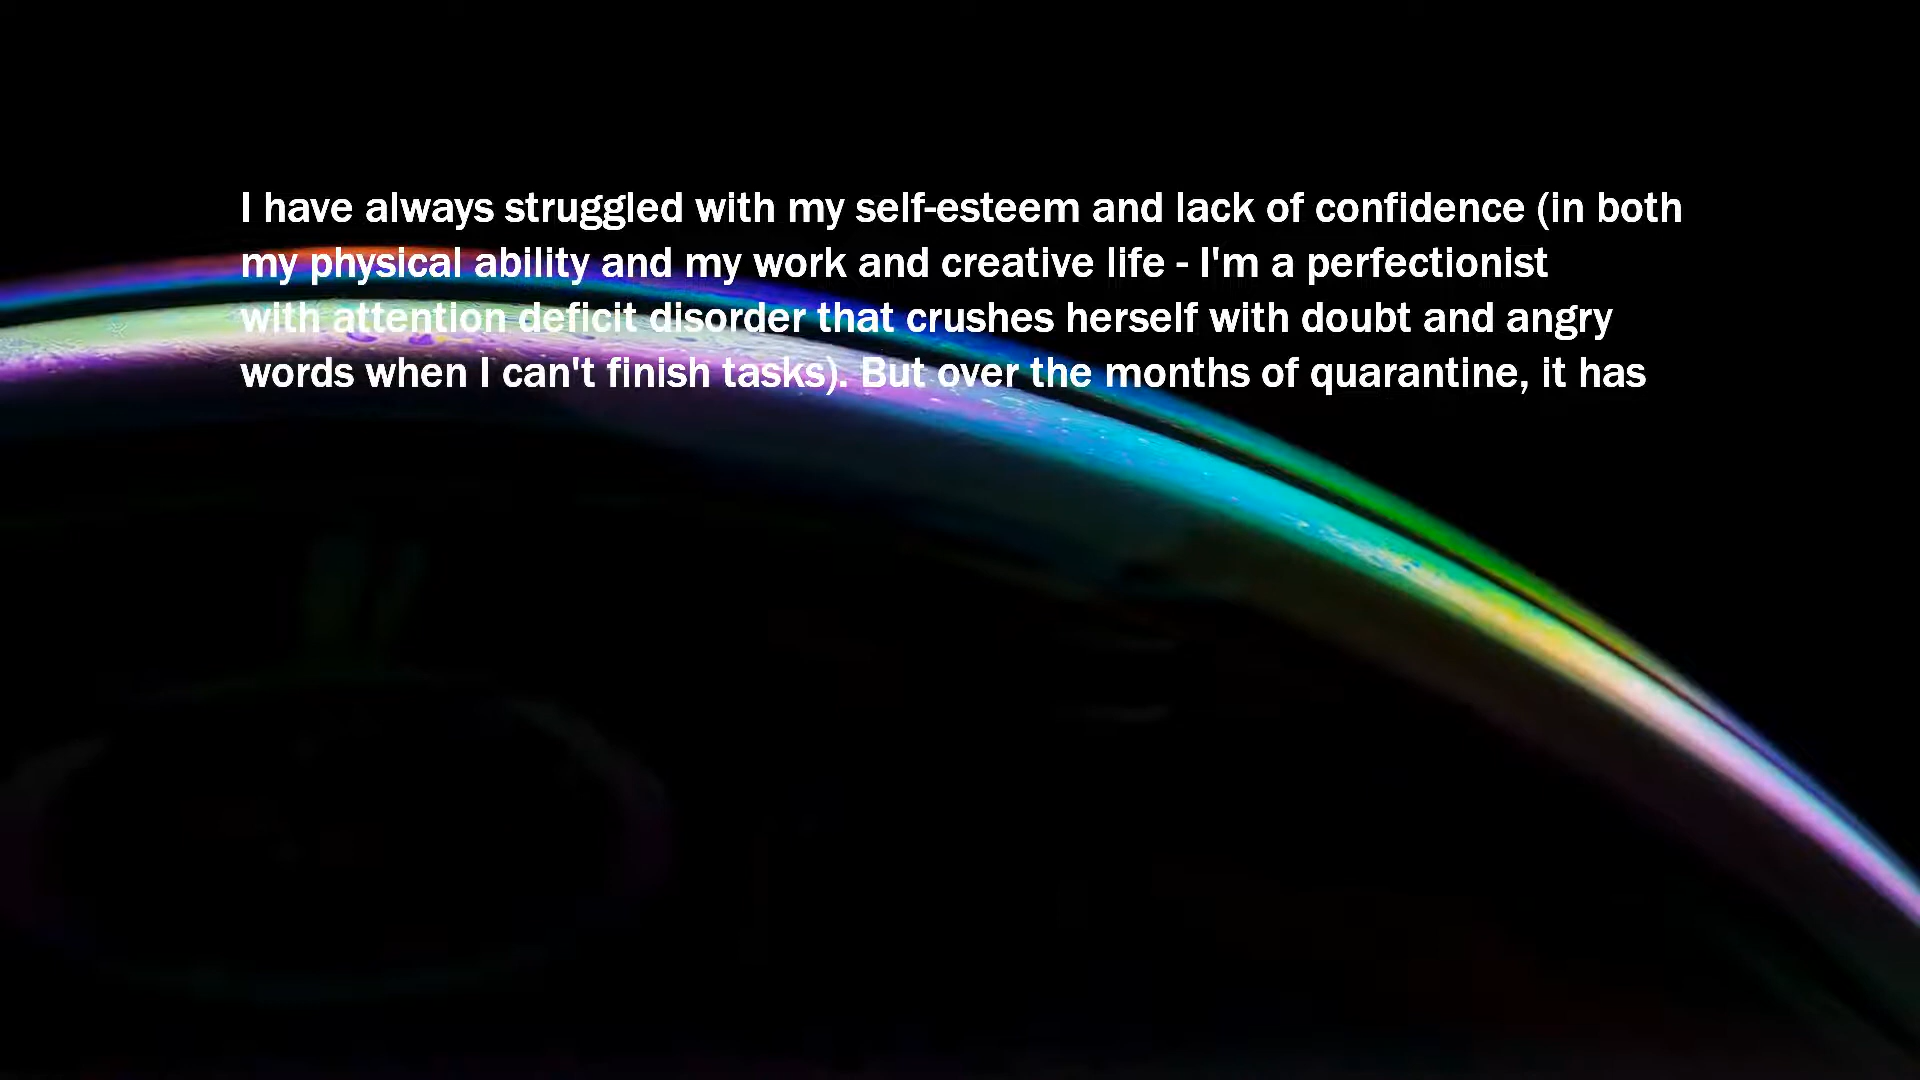 I have always struggled with my self-esteem and lack of confidence (in both
my physical ability and my work and creative life - I'm a perfectionist
with attention deficit disorder that crushes herself with doubt and angry
words when I can't finish tasks). But over the months of quarantine, it has